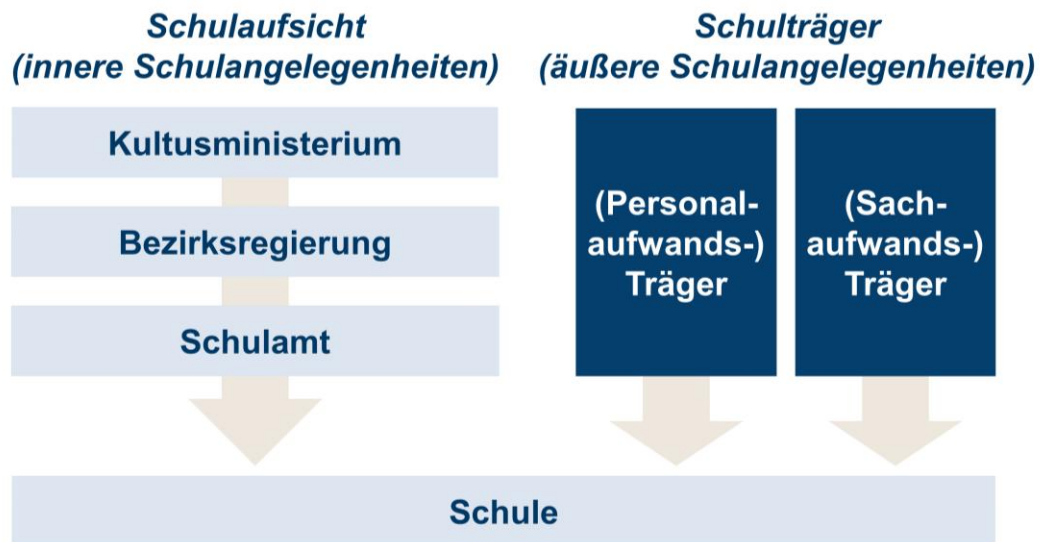 Schulaufsicht
(innere Schulangelegenheiten)
Kultusministerium
Bezirksregierung
Schulamt
Schulträger
(äußere Schulangelegenheiten)
(Personal-
aufwands-)
Träger
(Sach-
aufwands-)
Träger
Schule